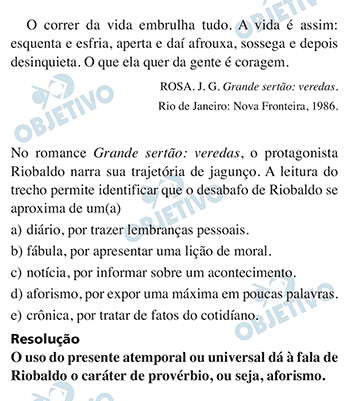 O correr da vida embrulha tudo. A vida é assim:
esquenta e esfria, aperta e daí afrouxa, sossega e depois
desinquieta. O que ela quer da gente é coragem.
ROSA. J. G. Grande sertão: veredas.
Rio de Janeiro: Nova Fronteira, 1986.
No romance Grande sertão: veredas, o protagonista
Riobaldo narra sua trajetória de jagunço. A leitura do
trecho permite identificar que o desabafo de Riobaldo se
aproxima de um(a)
a) diário, por trazer lembranças pessoais.
b) fábula, por apresentar uma lição de moral.
c) notícia, por informar sobre um acontecimento.
d) aforismo, por expor uma máxima em poucas palavras.
e) crônica, por tratar de fatos do cotidiano.
Resolução
O uso do presente atemporal ou universal dá à fala de
Riobaldo o caráter de provérbio, ou seja, aforismo.
OBJETIVO
OBJETIVO
OBJETIVO
OBJETIVO